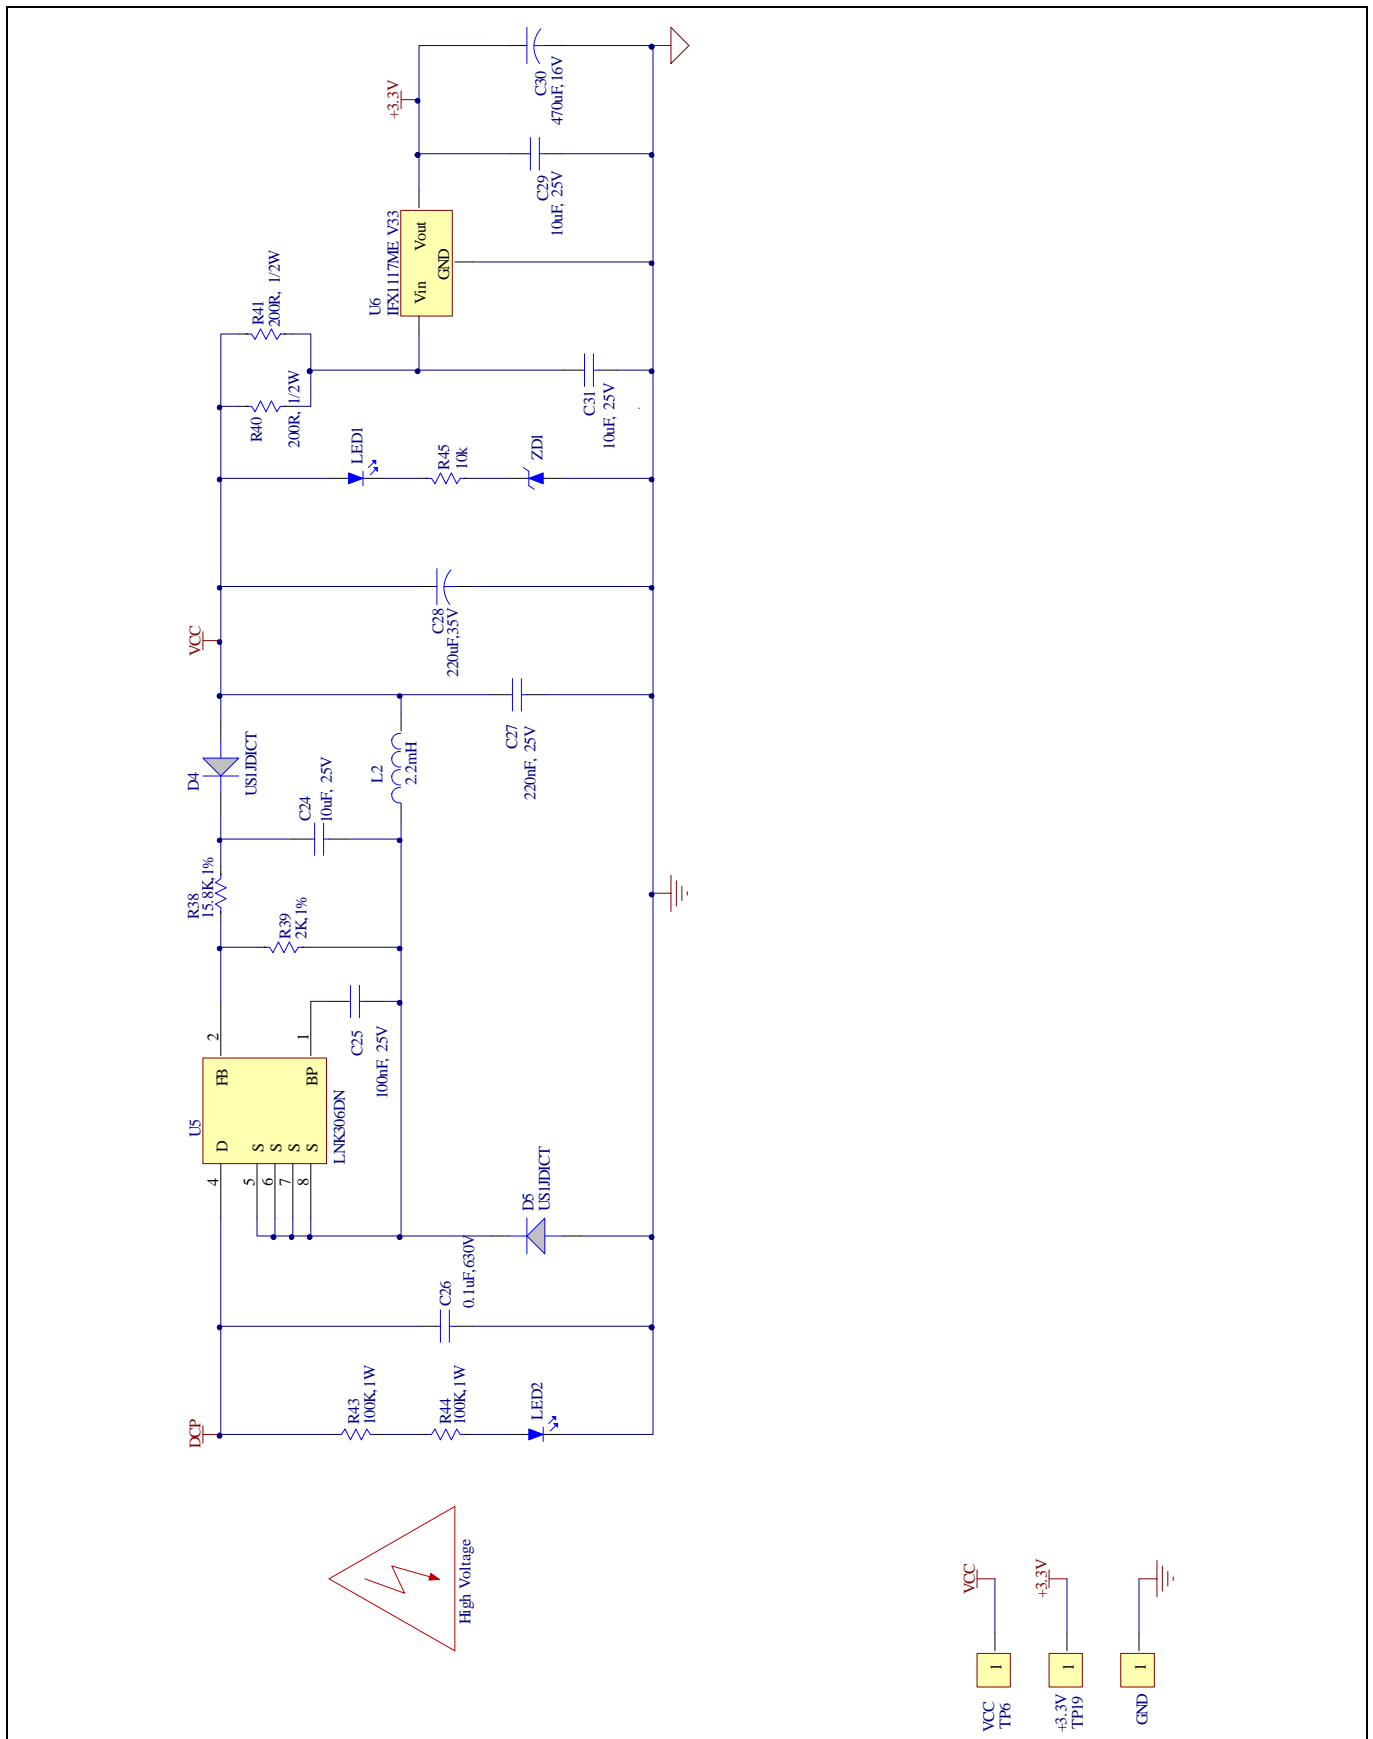 DCP
R43
100K,1W
R44
100K,1W
LED2
C26
0.1uF,630V
D5
US1JDICT
U5
LNK306DN
D
FB
S
S
S
S
BP
4
5
6
7
8
2
1
C25
100nF, 25V
R39
2K,1%
R38
15.8K,1%
C24
10uF, 25V
D4
US1JDICT
L2
2.2mH
C27
220nF, 25V
VCC
C28
220uF,35V
LED1
R45
10k
ZD1
R40
200R, 1/2W
R41
200R, 1/2W
C31
10uF, 25V
U6
IFX1117ME V33
Vin
Vout
GND
C29
10uF, 25V
+3.3V
C30
470uF,16V
High Voltage
VCC
1
VCC
TP6
+3.3V
1
+3.3V
TP19
1
GND